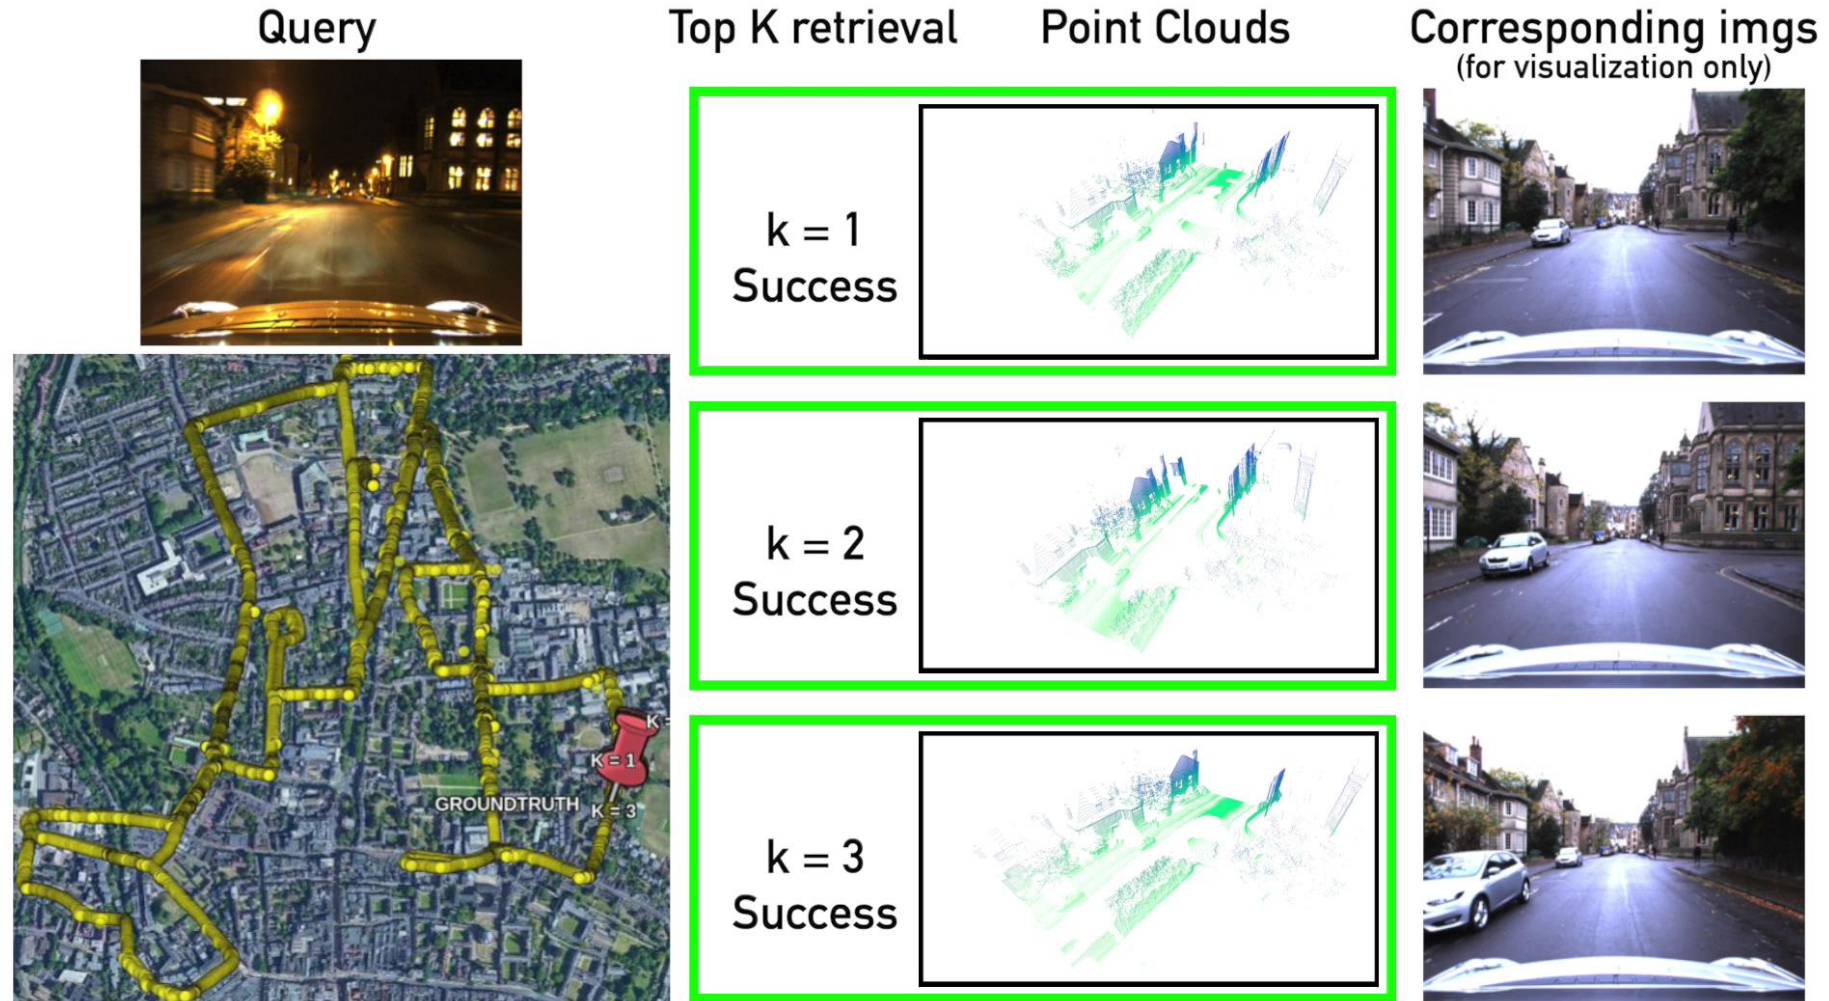 Query
Top K retrieval
Point Clouds
Corresponding imgs
(for visualization only)
k = 1
Success
k = 2
Success
k = 3
Success
K =
K = 1
GROUNDTRUTH
K = 3